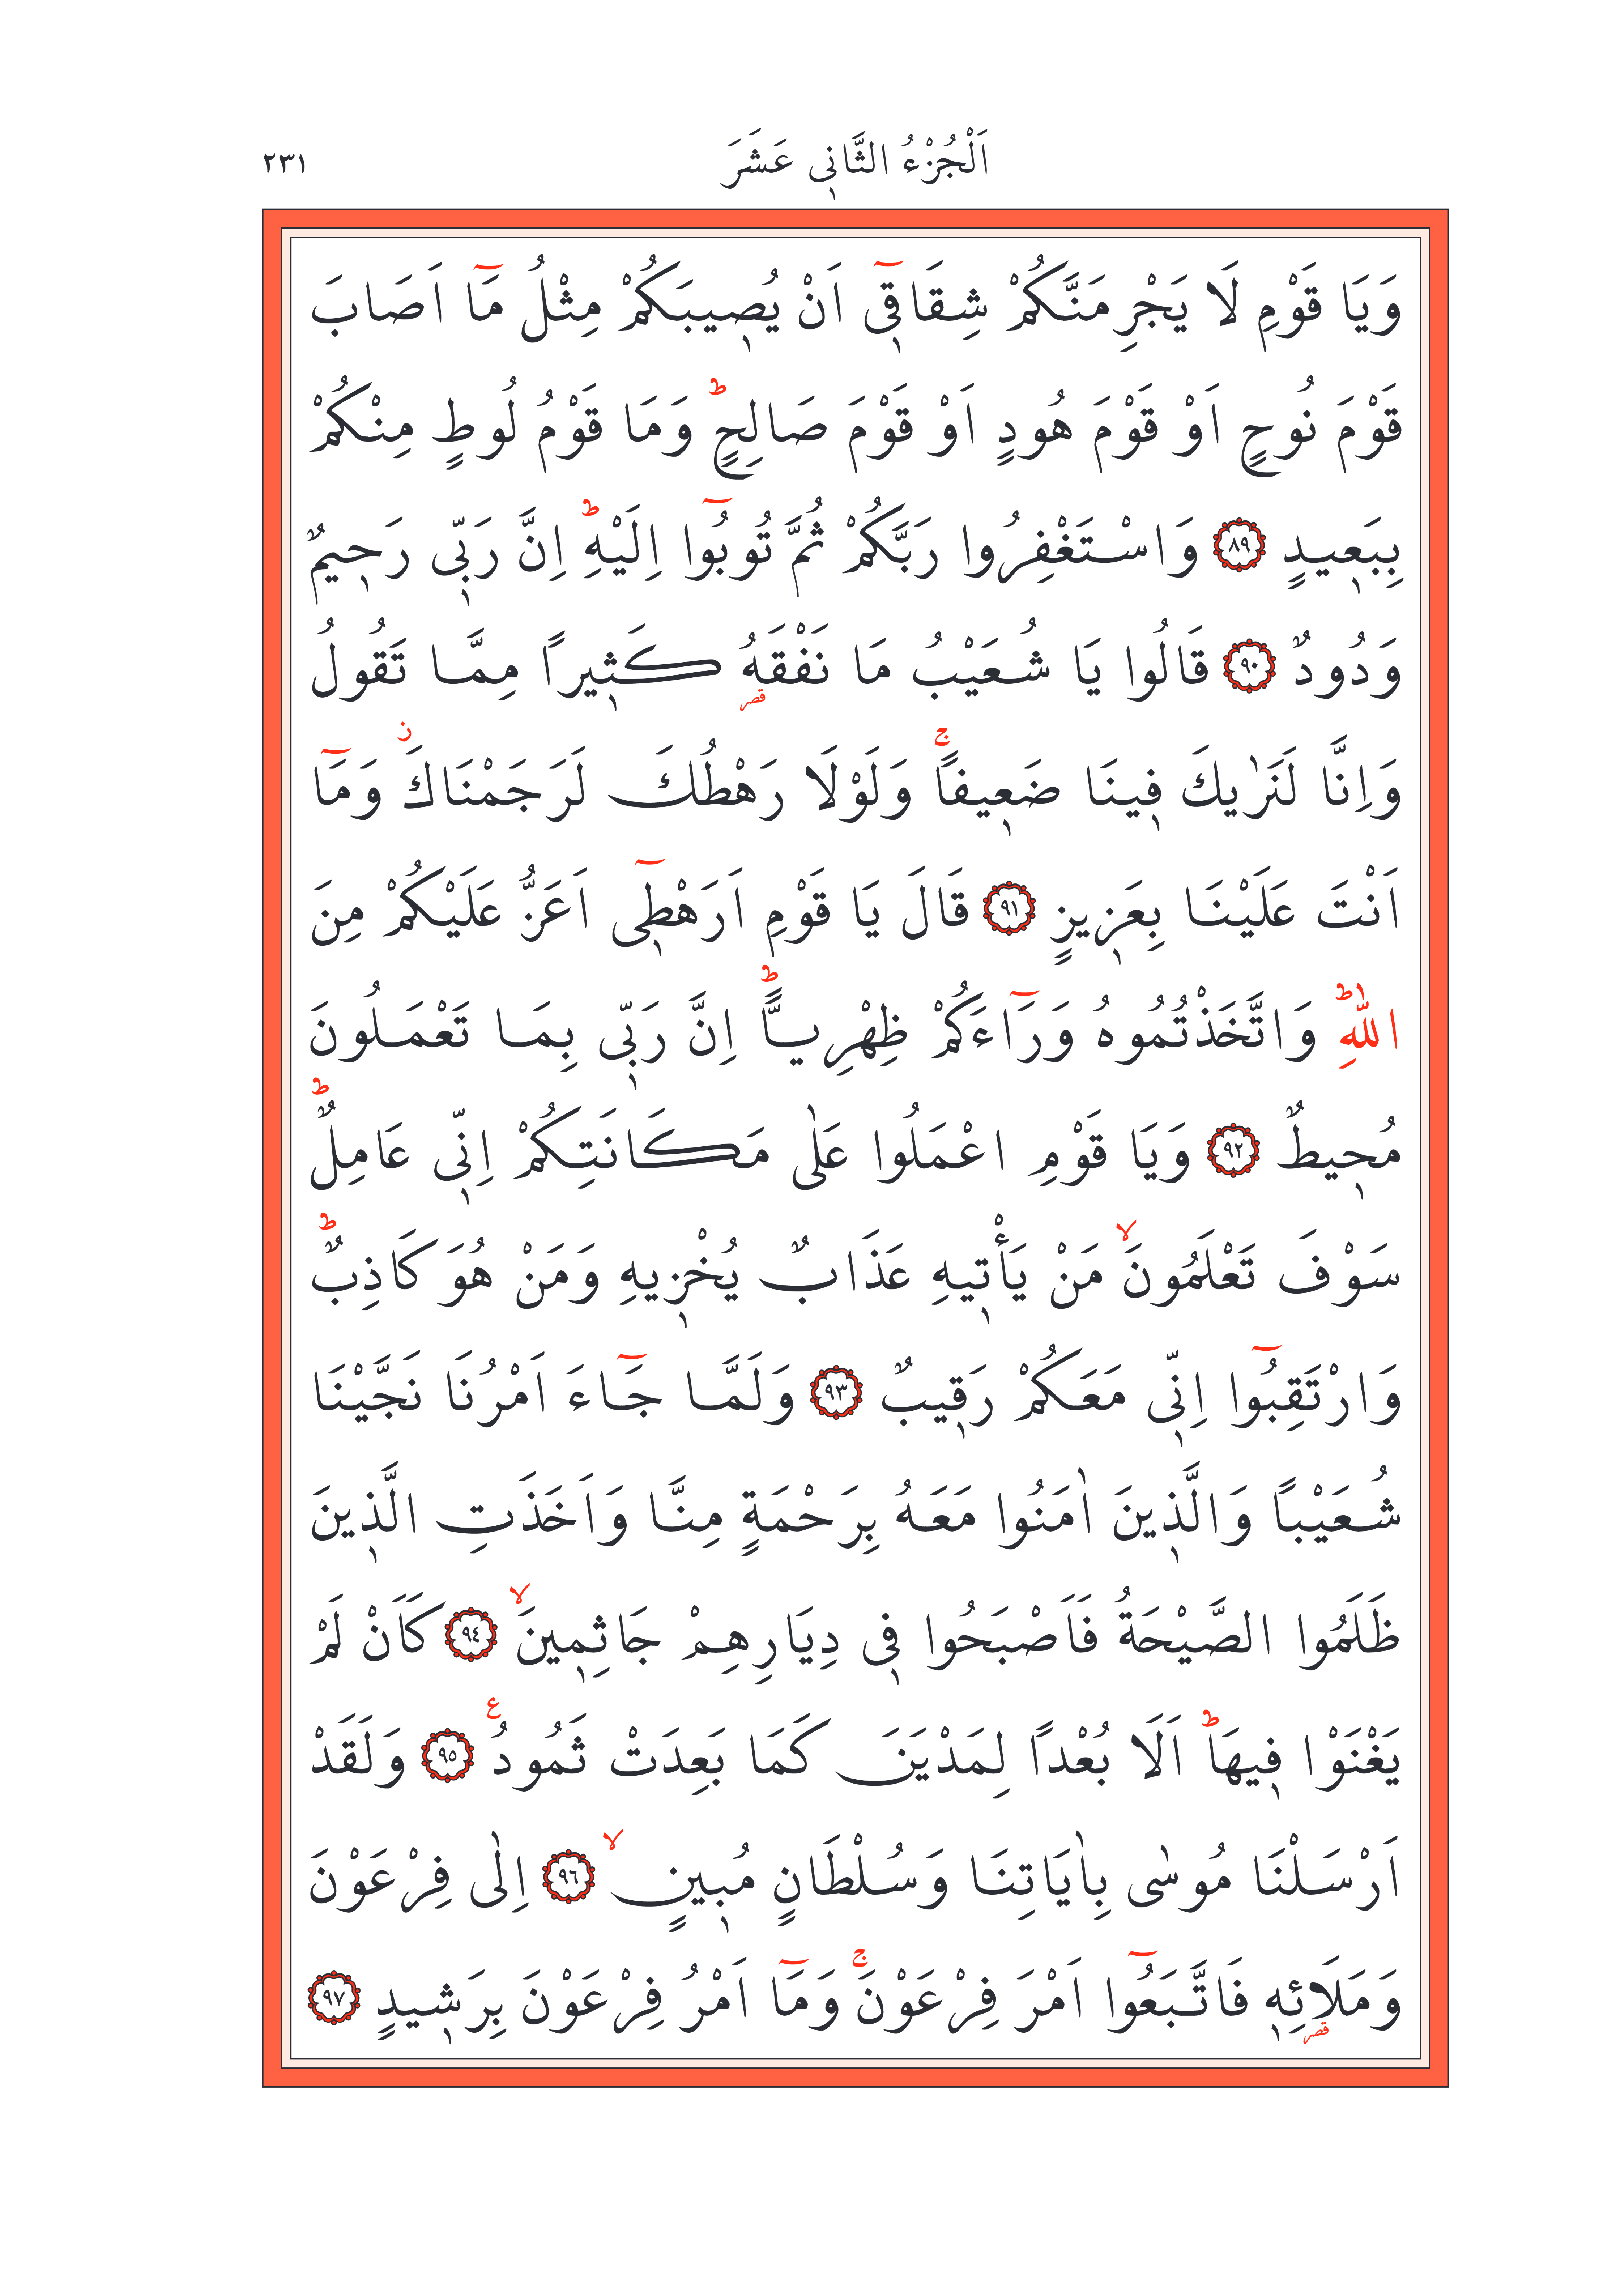 اَلْجُزْءُ الثَّانٖي عَشَرَ ٢٣١
وَيَا قَوْمِ لَا يَجْرِمَنَّكُمْ شِقَاقٖٓي اَنْ يُصٖيبَكُمْ مِثْلُ مَٓا اَصَابَ
قَوْمَ نُوحٍ اَوْ قَوْمَ هُودٍ اَوْ قَوْمَ صَالِحٍؕ وَمَا قَوْمُ لُوطٍ مِنْكُمْ
بِبَعٖيدٍ ٨٩ وَاسْتَغْفِرُوا رَبَّكُمْ ثُمَّ تُوبُٓوا اِلَيْهِؕ اِنَّ رَبّٖي رَحٖيمٌ
وَدُودٌ ٩٠ قَالُوا يَا شُعَيْبُ مَا نَفْقَهُ قصر كَثٖيرًا مِمَّا تَقُولُ
وَاِنَّا لَنَرٰيكَ فٖينَا ضَعٖيفًاۚ وَلَوْلَا رَهْطُكَ لَرَجَمْنَاكَؗ وَمَٓا
اَنْتَ عَلَيْنَا بِعَزٖيزٍ ٩١ قَالَ يَا قَوْمِ اَرَهْطٖٓي اَعَزُّ عَلَيْكُمْ مِنَ
اللّٰهِؕ وَاتَّخَذْتُمُوهُ وَرَٓاءَكُمْ ظِهْرِيًّاؕ اِنَّ رَبّٖي بِمَا تَعْمَلُونَ
مُحٖيطٌ ٩٢ وَيَا قَوْمِ اعْمَلُوا عَلٰى مَكَانَتِكُمْ اِنّٖي عَامِلٌؕ
سَوْفَ تَعْلَمُونَۙ مَنْ يَأْتٖيهِ عَذَابٌ يُخْزٖيهِ وَمَنْ هُوَ كَاذِبٌؕ
وَارْتَقِبُٓوا اِنّٖي مَعَكُمْ رَقٖيبٌ ٩٣ وَلَمَّا جَٓاءَ اَمْرُنَا نَجَّيْنَا
شُعَيْبًا وَالَّذٖينَ اٰمَنُوا مَعَهُ بِرَحْمَةٍ مِنَّا وَاَخَذَتِ الَّذٖينَ
ظَلَمُوا الصَّيْحَةُ فَاَصْبَحُوا فٖي دِيَارِهِمْ جَاثِمٖينَۙ ٩٤ كَاَنْ لَمْ
يَغْنَوْا فٖيهَاؕ اَلَا بُعْدًا لِمَدْيَنَ كَمَا بَعِدَتْ ثَمُودُ ع ٩٥ وَلَقَدْ
اَرْسَلْنَا مُوسٰى بِاٰيَاتِنَا وَسُلْطَانٍ مُبٖينٍۙ ٩٦ اِلٰى فِرْعَوْنَ
وَمَلَاۡئِهٖ قصر فَاتَّبَعُٓوا اَمْرَ فِرْعَوْنَۚ وَمَٓا اَمْرُ فِرْعَوْنَ بِرَشٖيدٍ ٩٧